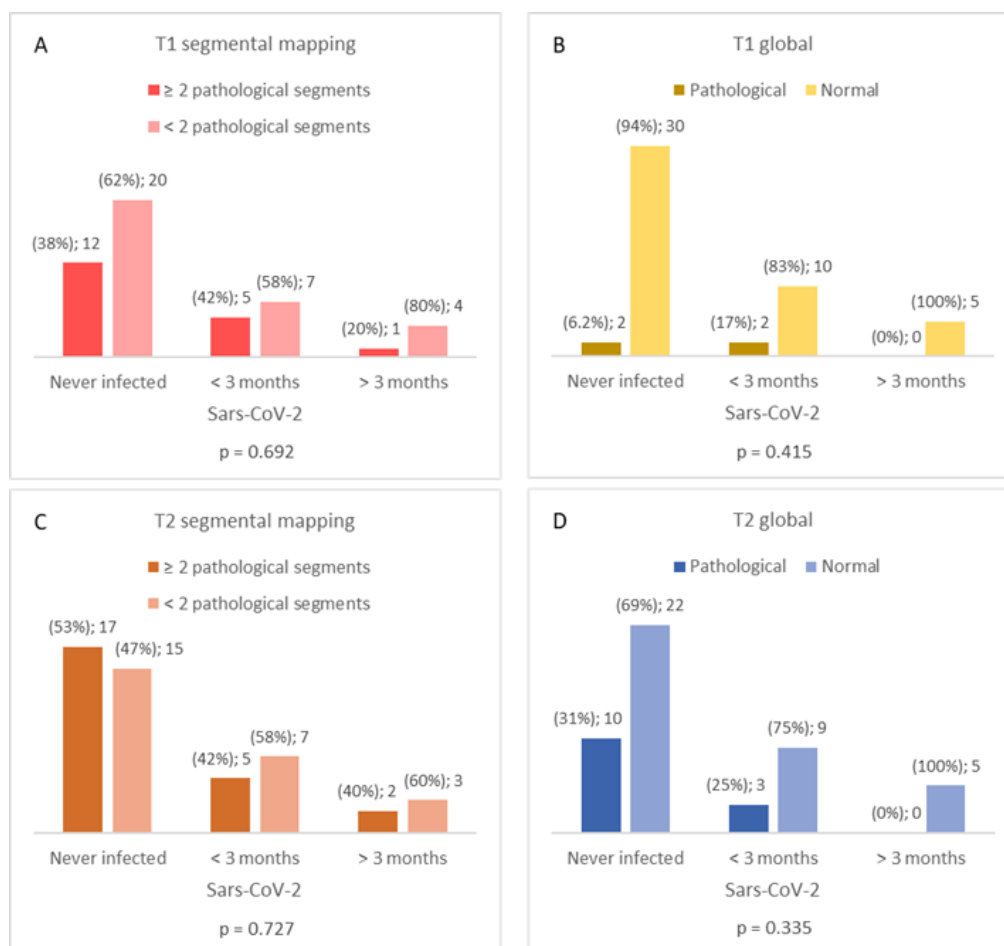 A
T1 segmental mapping
≥ 2 pathological segments
< 2 pathological segments
(62%); 20
(38%); 12
(58%); 7
(42%); 5
(80%); 4
(20%); 1
Never infected
< 3 months
> 3 months
Sars-CoV-2
p = 0.692
B
T1 global
Pathological
Normal
(94%); 30
(83%); 10
(6.2%); 2
(17%); 2
(100%); 5
(0%); 0
Never infected
< 3 months
> 3 months
Sars-CoV-2
p = 0.415
C
T2 segmental mapping
≥ 2 pathological segments
< 2 pathological segments
(53%); 17
(47%); 15
(58%); 7
(42%); 5
(60%); 3
(40%); 2
Never infected
< 3 months
> 3 months
Sars-CoV-2
p = 0.727
D
T2 global
Pathological
Normal
(69%); 22
(31%); 10
(75%); 9
(25%); 3
(100%); 5
(0%); 0
Never infected
< 3 months
> 3 months
Sars-CoV-2
p = 0.335